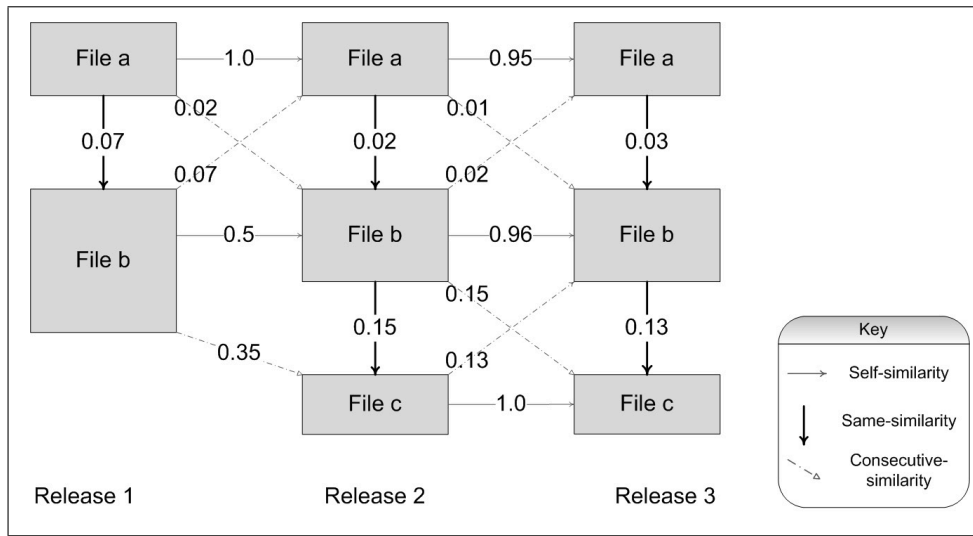 File a
1.0
File a
0.95
File a
0.02
0.01
0.07
0.02
0.03
0.07
0.02
File b
0.5
File b
0.96
File b
0.15
0.15
0.13
0.35
0.13
File c
1.0
File c
Release 1
Release 2
Release 3
Key
Self-similarity
Same-similarity
Consecutive-
similarity